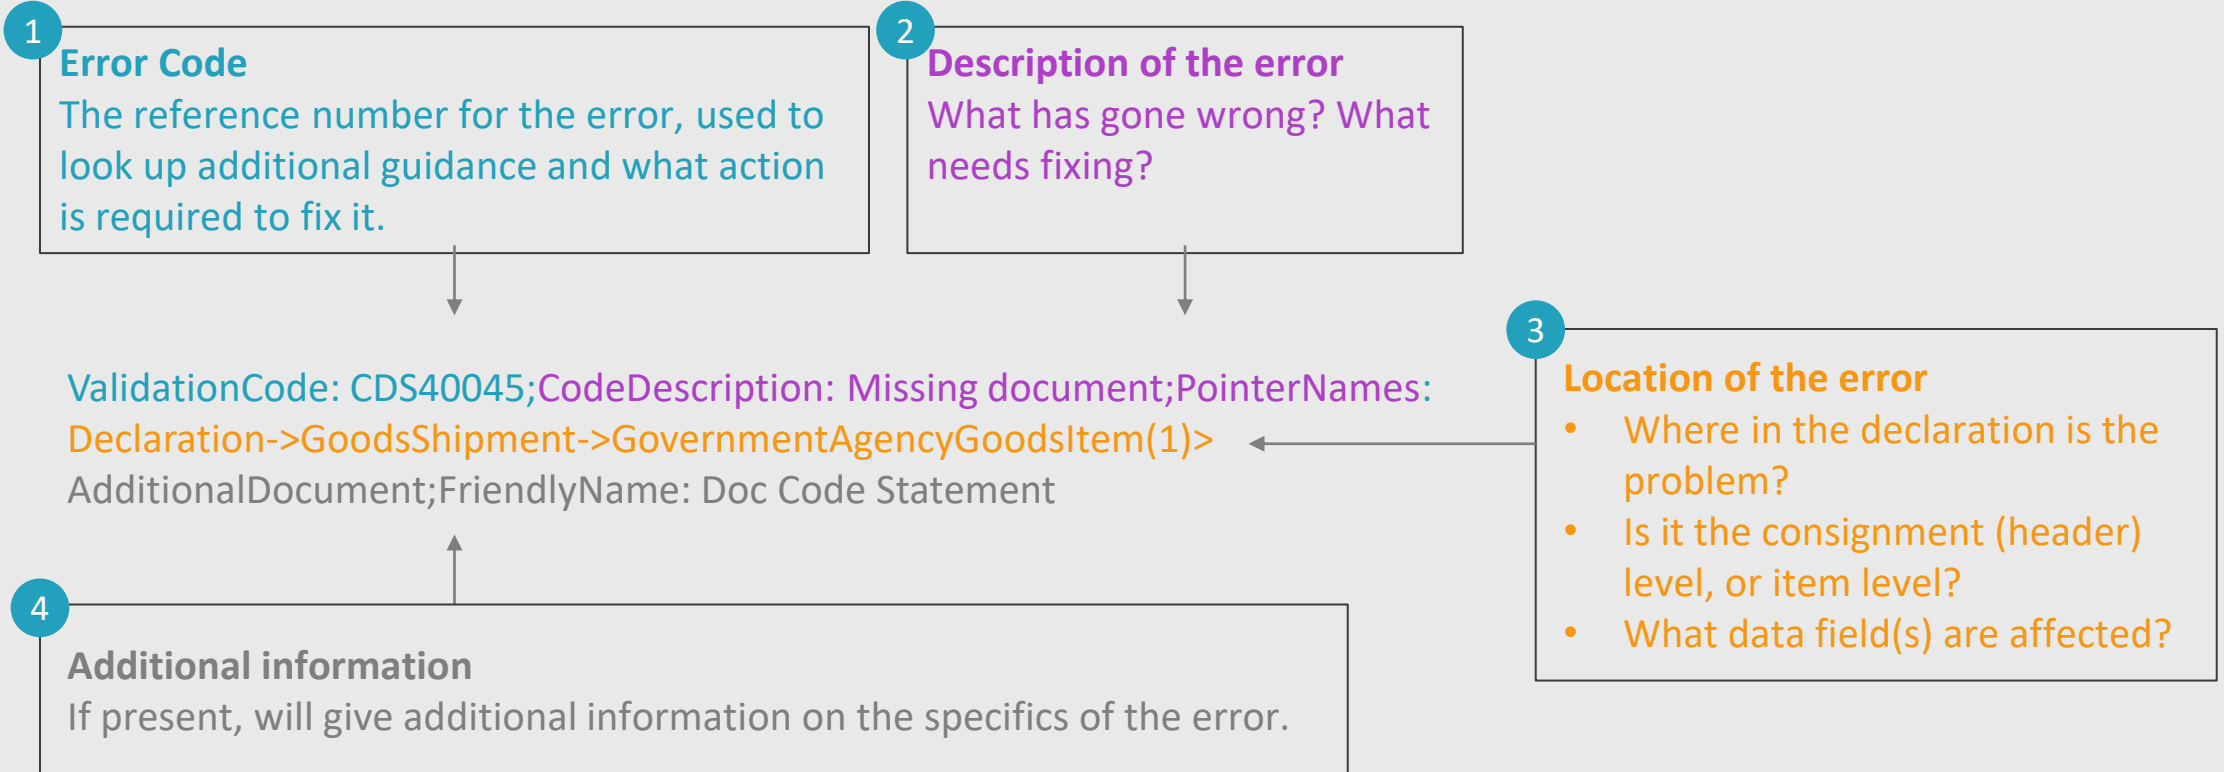 1
Error Code
The reference number for the error, used to
look up additional guidance and what action
is required to fix it.
2
Description of the error
What has gone wrong? What
needs fixing?
ValidationCode: CDS40045;CodeDescription: Missing document;PointerNames:
Declaration->GoodsShipment->GovernmentAgencyGoodsItem(1)>
AdditionalDocument;FriendlyName: Doc Code Statement
3
Location of the error
• Where in the declaration is the
problem?
• Is it the consignment (header)
level, or item level?
• What data field(s) are affected?
4
Additional information
If present, will give additional information on the specifics of the error.